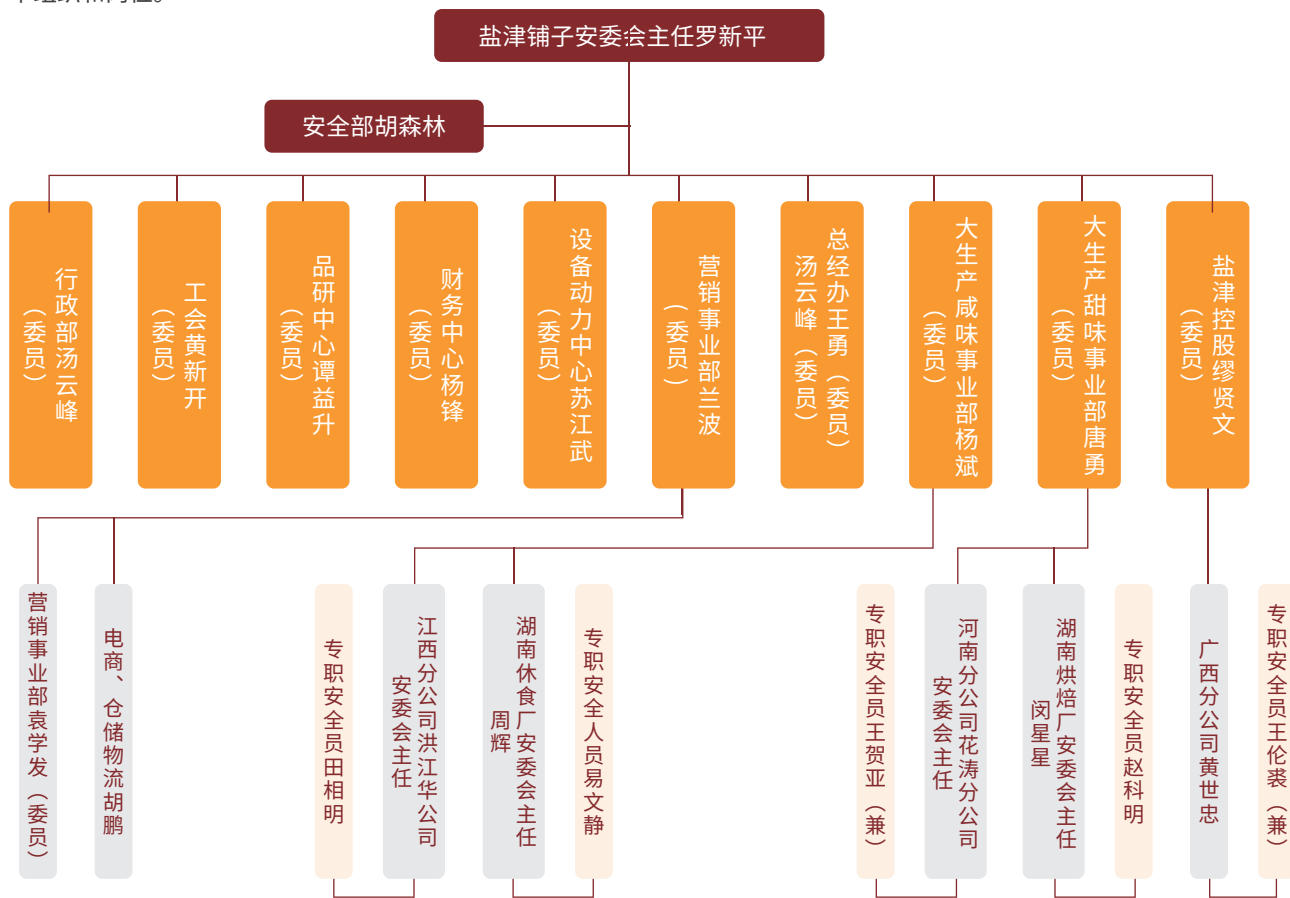 盐津铺子安委会主任罗新平
安全部胡森林
行政部汤云峰
（委员）
工会黄新开
（委员）
品研中心谭益升
（委员）
财务中心杨锋
（委员）
设备动力中心苏江武
（委员）
营销事业部兰波
（委员）
总经办王勇（委员）
汤云峰（委员）
大生产咸味事业部杨斌
（委员）
大生产甜味事业部唐勇
（委员）
盐津控股缪贤文
（委员）
营销事业部袁学发（委员）
电商、仓储物流胡鹏
专职安全员田相明
江西分公司洪江华公司
安委会主任
湖南休食厂安委会主任
周辉
专职安全人员易文静
专职安全员王贺亚（兼）
河南分公司花涛分公司
安委会主任
湖南烘焙厂安委会主任
闵星星
专职安全员赵科明
广西分公司黄世忠
专职安全员王伦裘（兼）